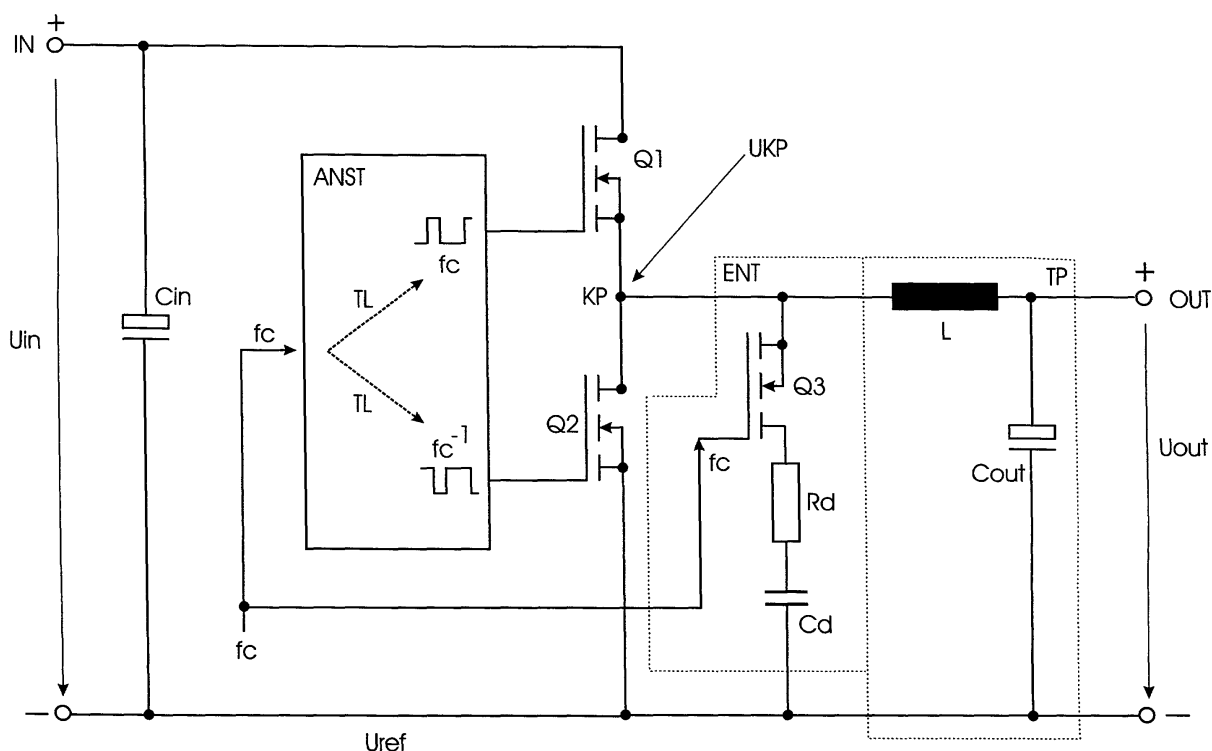 +
IN
ANST
Q1
UKP
fc
TL
Cin
KP
ENT
TP
+
OUT
L
Uin
fc
TL
Q3
Q2
fc⁻¹
fc
Cout
Uout
Rd
Cd
fc
−
Uref
−